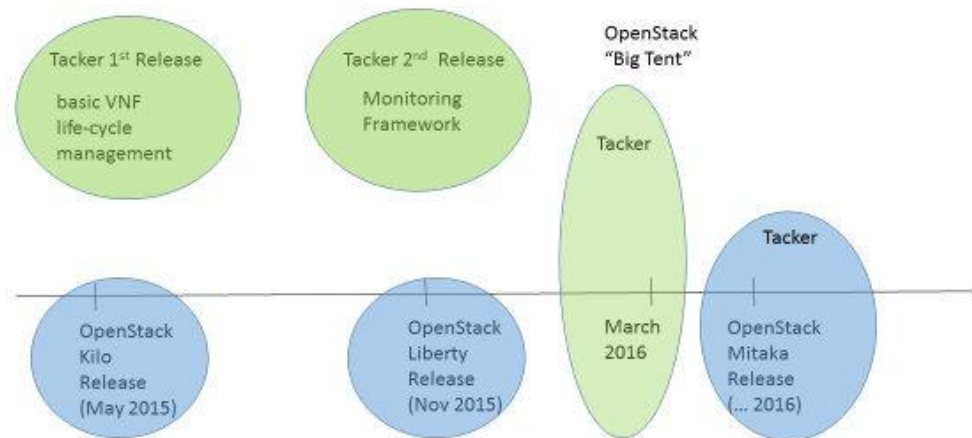 Tacker 1st Release
basic VNF
life-cycle
management
Tacker 2nd Release
Monitoring
Framework
OpenStack
“Big Tent”
Tacker
Tacker
OpenStack
Kilo
Release
(May 2015)
OpenStack
Liberty
Release
(Nov 2015)
March
2016
OpenStack
Mitaka
Release
(... 2016)